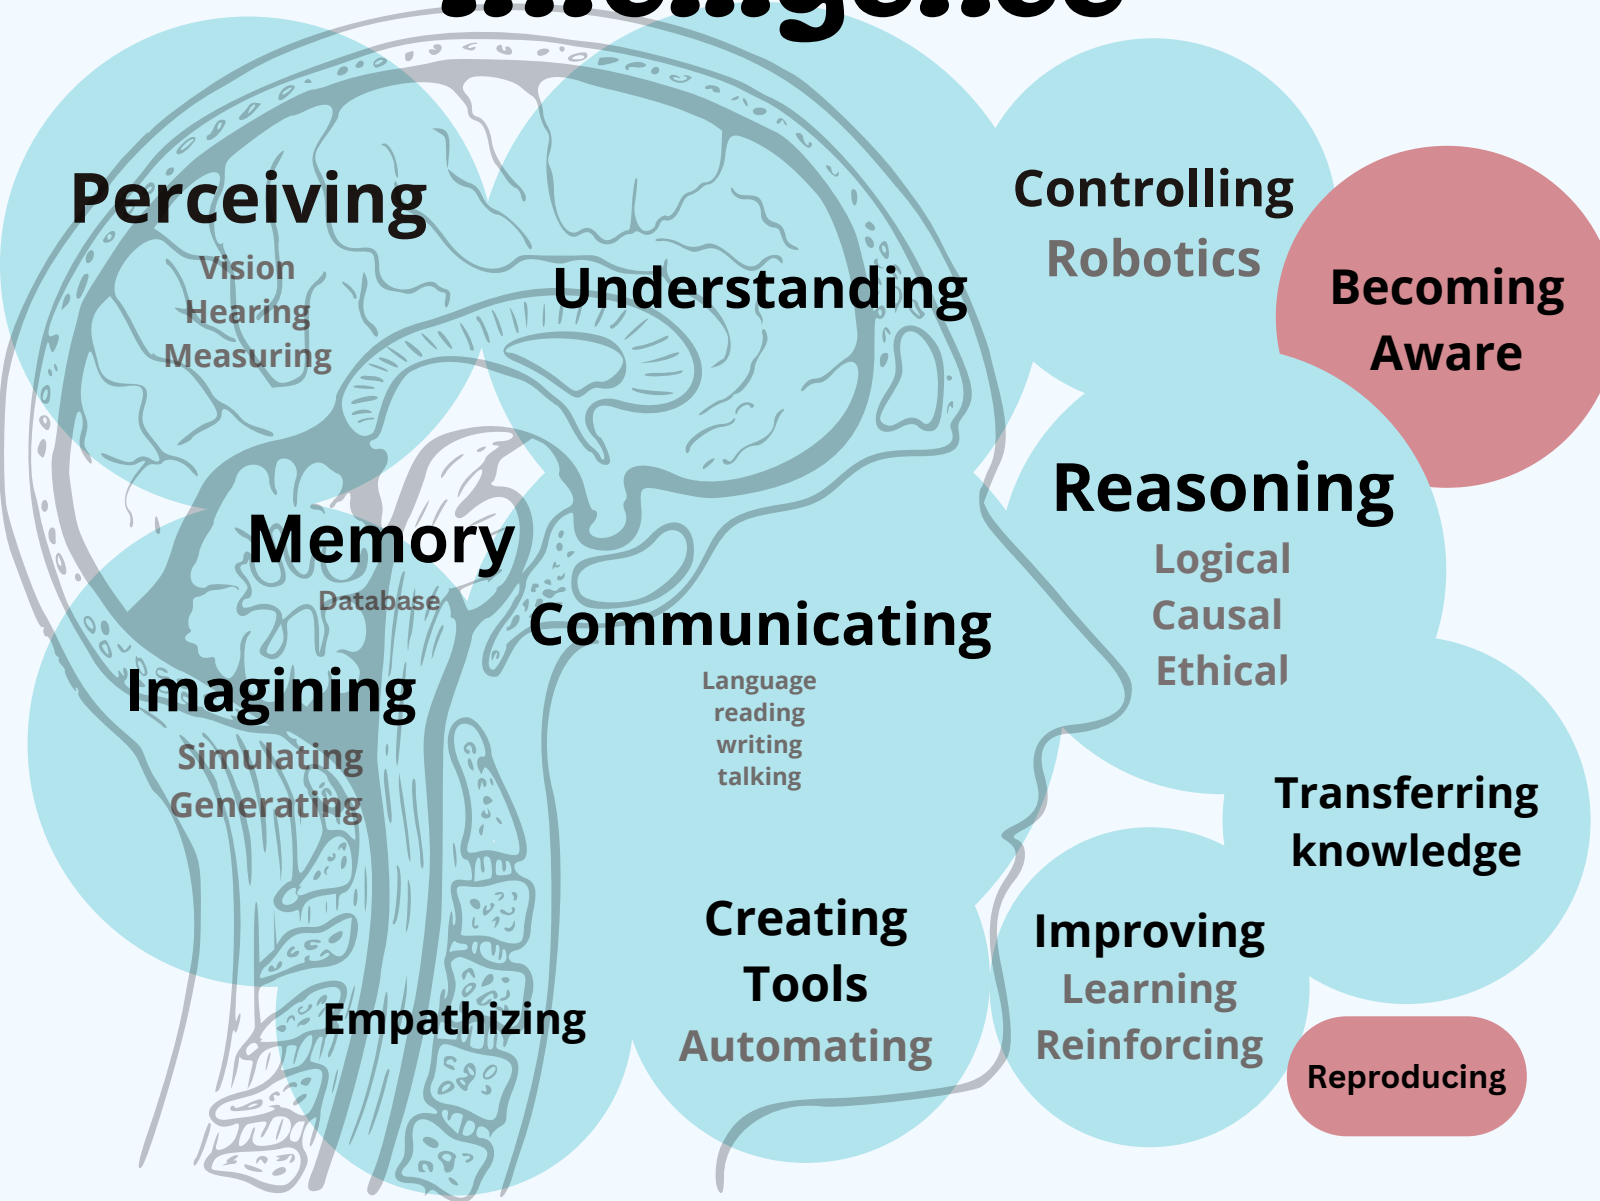 Intelligence
Perceiving
Vision
Hearing
Measuring
Understanding
Controlling
Robotics
Becoming
Aware
Memory
Database
Reasoning
Logical
Causal
Ethical
Imagining
Simulating
Generating
Communicating
Language
reading
writing
talking
Transferring
knowledge
Creating
Tools
Automating
Improving
Learning
Reinforcing
Empathizing
Reproducing